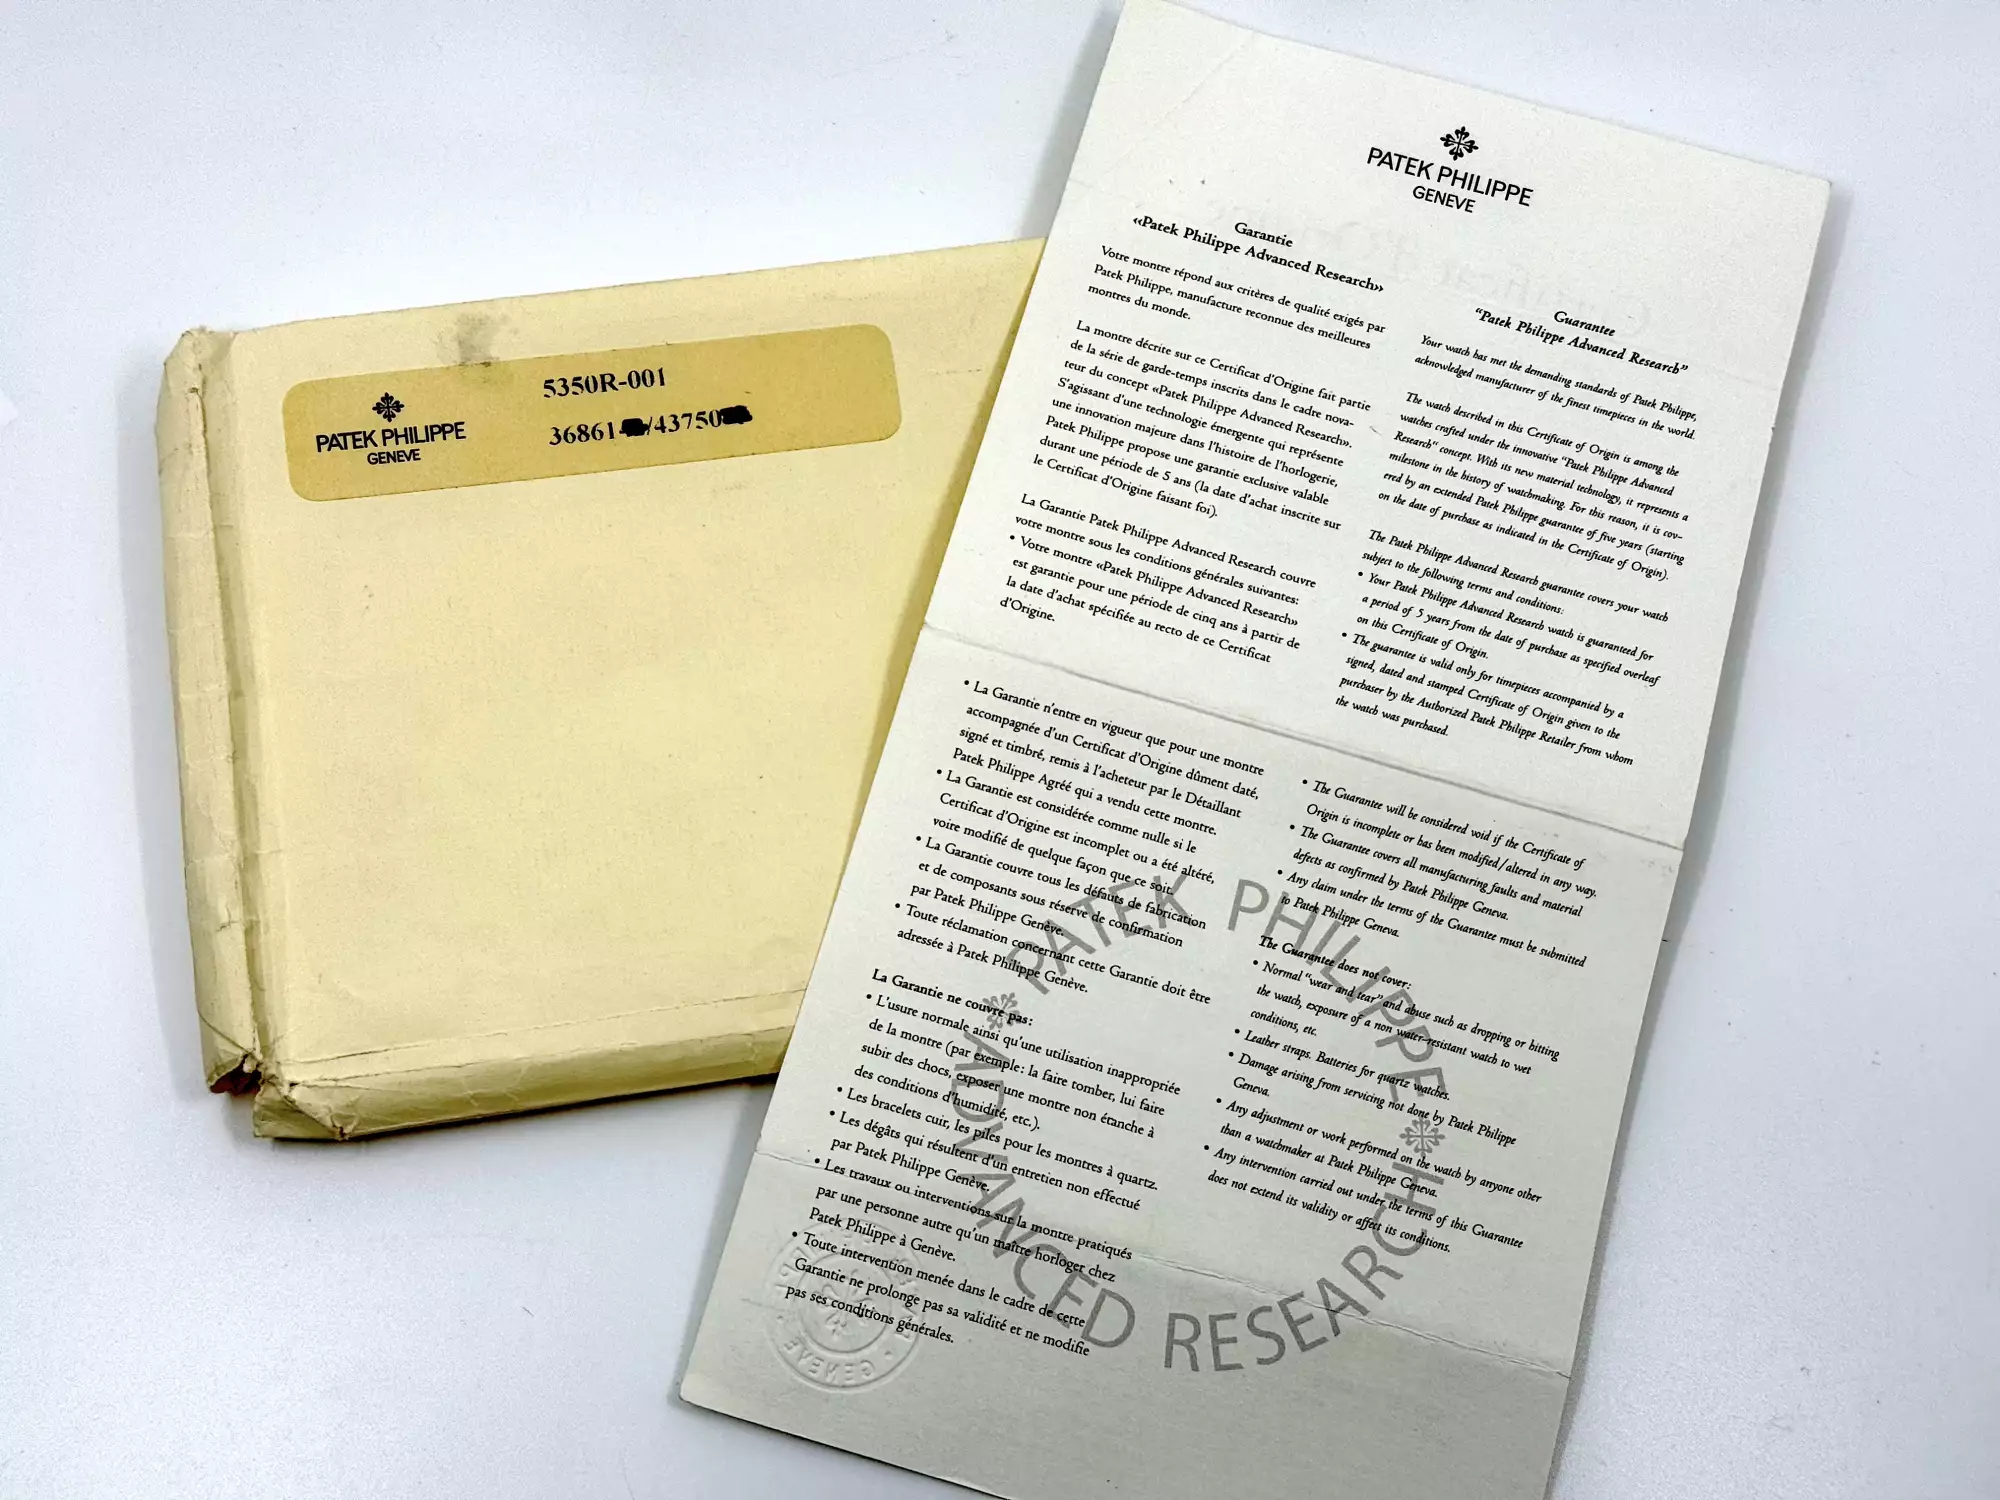 PATEK PHILIPPE
GENEVE
5350R-001
36861 /43750
PATEK PHILIPPE
GENEVE
Garantie
«Patek Philippe Advanced Research»
Votre montre répond aux critères de qualité exigés par
Patek Philippe, manufacture reconnue des meilleures
montres du monde.
La montre décrite sur ce Certificat d'Origine fait partie
de la série de garde-temps inscrits dans le cadre nova-
teur du concept «Patek Philippe Advanced Research».
S'agissant d'une technologie émergente qui représente
une innovation majeure dans l'histoire de l'horlogerie,
Patek Philippe propose une garantie exclusive valable
durant une période de 5 ans (la date d'achat inscrite sur
le Certificat d'Origine faisant foi).
La Garantie Patek Philippe Advanced Research couvre
votre montre sous les conditions générales suivantes:
• Votre montre «Patek Philippe Advanced Research»
est garantie pour une période de cinq ans à partir de
la date d'achat spécifiée au recto de ce Certificat
d'Origine.
• La Garantie n'entre en vigueur que pour une montre
accompagnée d'un Certificat d'Origine dûment daté,
signé et timbré, remis à l'acheteur par le Détaillant
Patek Philippe Agréé qui a vendu cette montre.
• La Garantie est considérée comme nulle si le
Certificat d'Origine est incomplet ou a été altéré,
voire modifié de quelque façon que ce soit.
• La Garantie couvre tous les défauts de fabrication
et de composants sous réserve de confirmation
par Patek Philippe Genève.
• Toute réclamation concernant cette Garantie doit être
adressée à Patek Philippe Genève.
La Garantie ne couvre pas:
• L'usure normale ainsi qu'une utilisation inappropriée
de la montre (par exemple: la faire tomber, lui faire
subir des chocs, exposer une montre non étanche à
des conditions d'humidité, etc.).
• Les bracelets cuir, les piles pour les montres à quartz.
• Les dégâts qui résultent d'un entretien non effectué
par Patek Philippe Genève.
• Les travaux ou interventions sur la montre pratiqués
par une personne autre qu'un maître horloger chez
Patek Philippe à Genève.
• Toute intervention menée dans le cadre de cette
Garantie ne prolonge pas sa validité et ne modifie
pas ses conditions générales.
Guarantee
"Patek Philippe Advanced Research"
Your watch has met the demanding standards of Patek Philippe,
acknowledged manufacturer of the finest timepieces in the world.
The watch described in this Certificate of Origin is among the
watches crafted under the innovative "Patek Philippe Advanced
Research" concept. With its new material technology, it represents a
milestone in the history of watchmaking. For this reason, it is cov-
ered by an extended Patek Philippe guarantee of five years (starting
on the date of purchase as indicated in the Certificate of Origin).
The Patek Philippe Advanced Research guarantee covers your watch
subject to the following terms and conditions:
• Your Patek Philippe Advanced Research watch is guaranteed for
a period of 5 years from the date of purchase as specified overleaf
on this Certificate of Origin.
• The guarantee is valid only for timepieces accompanied by a
signed, dated and stamped Certificate of Origin given to the
purchaser by the Authorized Patek Philippe Retailer from whom
the watch was purchased.
• The Guarantee will be considered void if the Certificate of
Origin is incomplete or has been modified/altered in any way.
• The Guarantee covers all manufacturing faults and material
defects as confirmed by Patek Philippe Geneva.
• Any claim under the terms of the Guarantee must be submitted
to Patek Philippe Geneva.
The Guarantee does not cover:
• Normal "wear and tear" and abuse such as dropping or hitting
the watch, exposure of a non water-resistant watch to wet
conditions, etc.
• Leather straps. Batteries for quartz watches.
• Damage arising from servicing not done by Patek Philippe
Geneva.
• Any adjustment or work performed on the watch by anyone other
than a watchmaker at Patek Philippe Geneva.
• Any intervention carried out under the terms of this Guarantee
does not extend its validity or affect its conditions.
PATEK PHILIPPE
ADVANCED RESEARCH
GENEVE